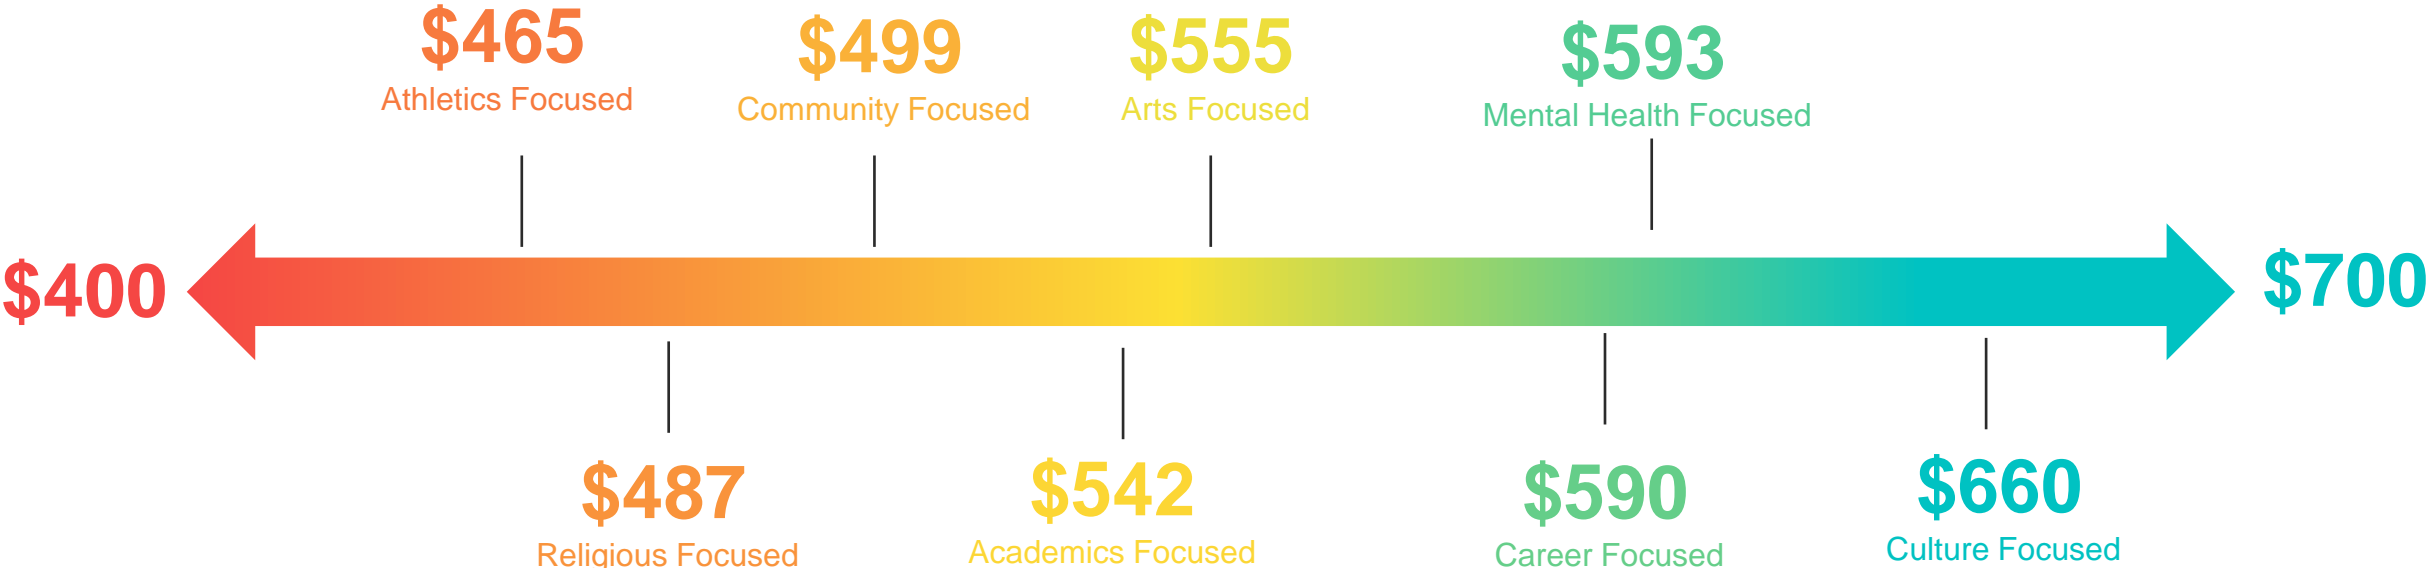 $465
Athletics Focused
$499
Community Focused
$555
Arts Focused
$593
Mental Health Focused
$400
$700
$487
Religious Focused
$542
Academics Focused
$590
Career Focused
$660
Culture Focused